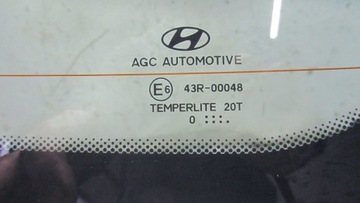 AGC AUTOMOTIVE
E6 43R-00048
TEMPERLITE 20T
0 :::.